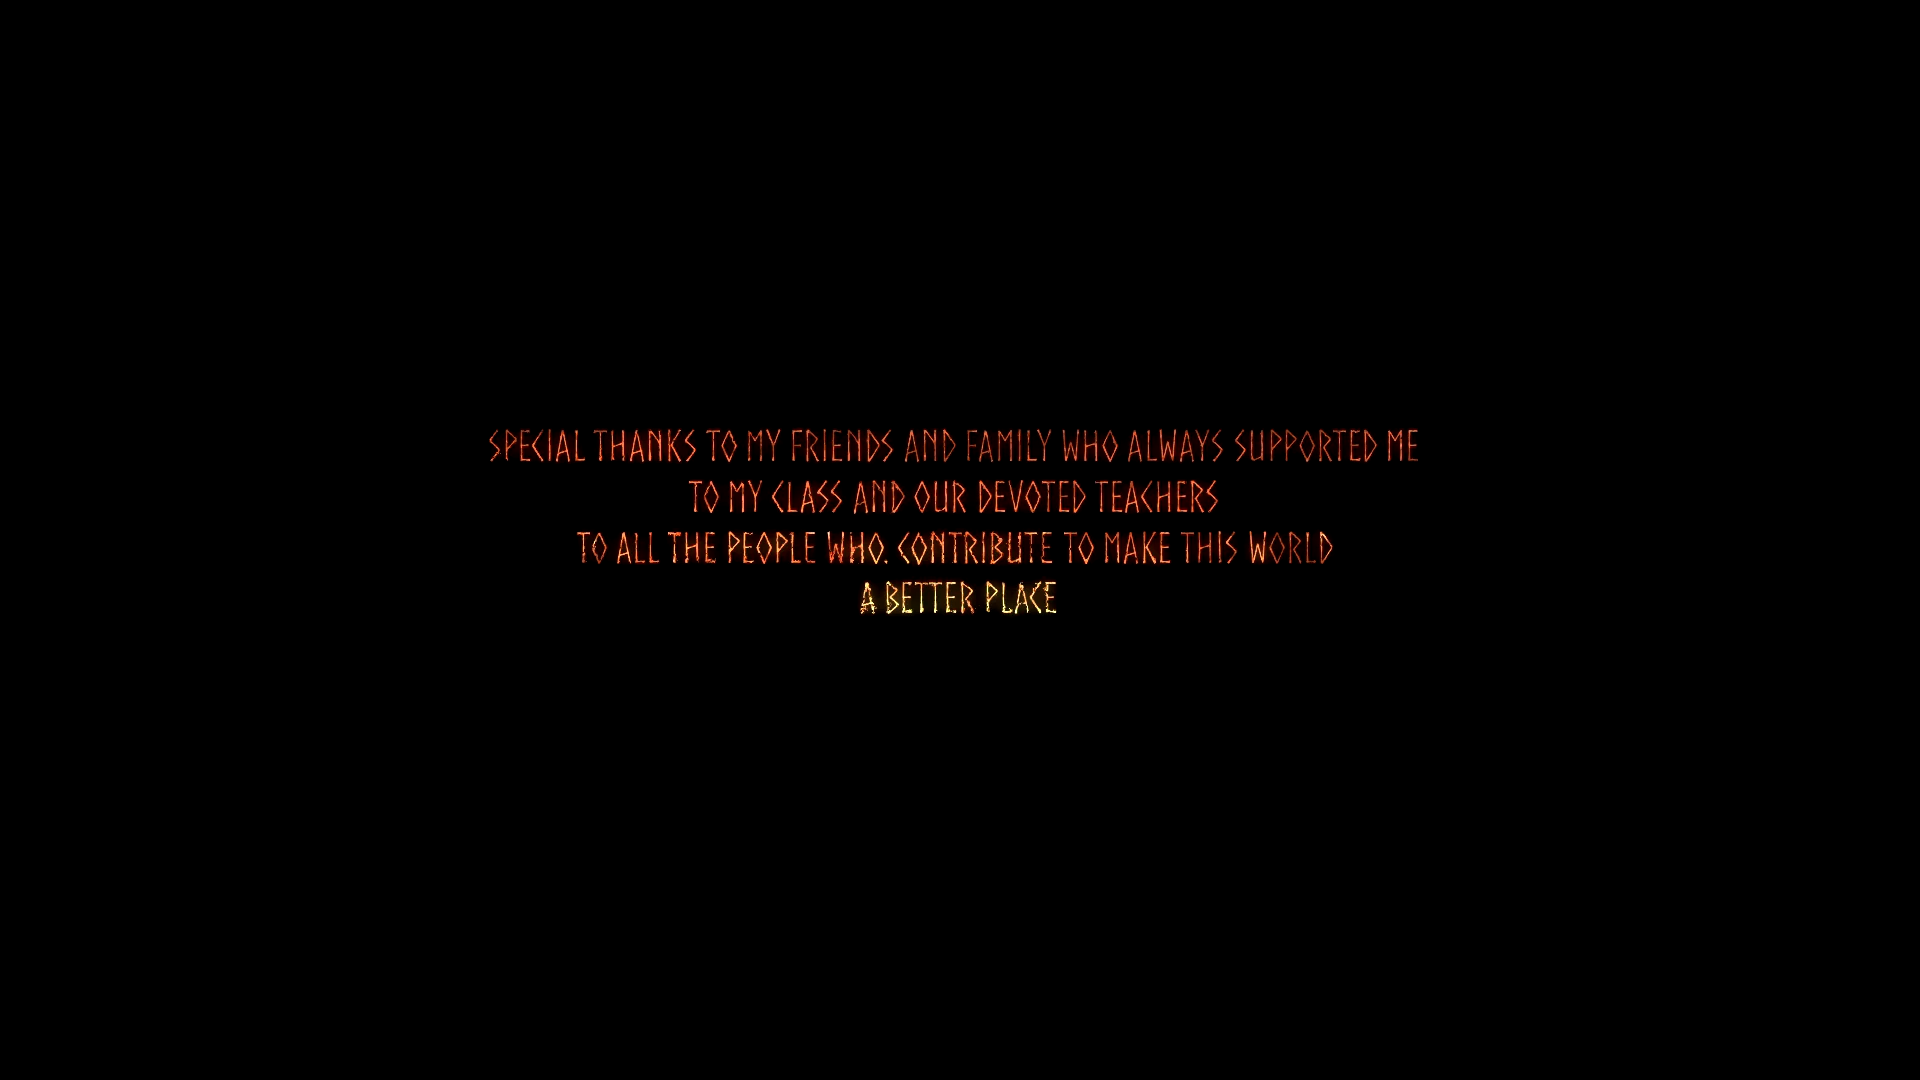 SPECIAL THANKS TO MY FRIENDS AND FAMILY WHO ALWAYS SUPPORTED ME
TO MY CLASS AND OUR DEVOTED TEACHERS
TO ALL THE PEOPLE WHO. CONTRIBUTE TO MAKE THIS WORLD
A BETTER PLACE